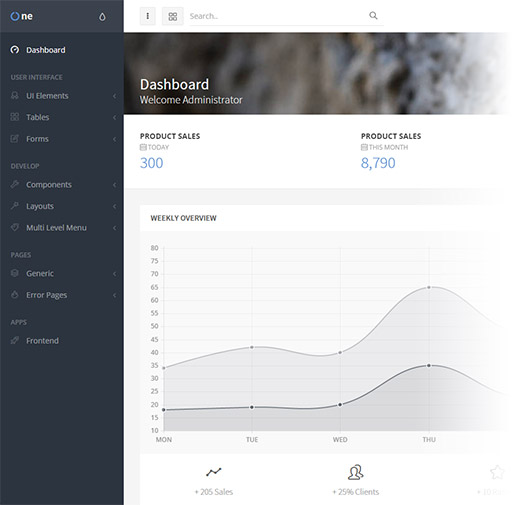 ne
Search..
Dashboard
USER INTERFACE
UI Elements
Tables
Forms
DEVELOP
Components
Layouts
Multi Level Menu
PAGES
Generic
Error Pages
APPS
Frontend
Dashboard
Welcome Administrator
PRODUCT SALES
TODAY
300
PRODUCT SALES
THIS MONTH
8,790
WEEKLY OVERVIEW
80
75
70
65
60
55
50
45
40
35
30
25
20
15
10
MON TUE WED THU
+ 205 Sales
+ 25% Clients